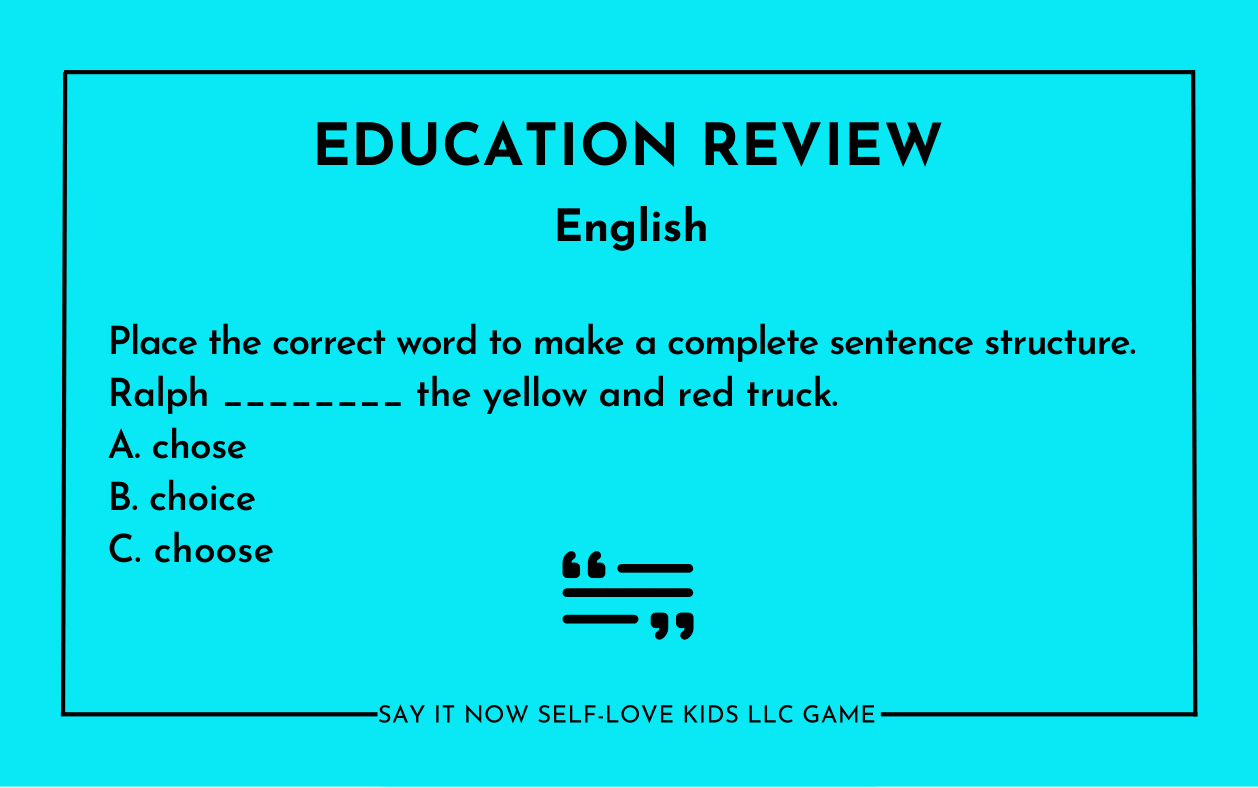 EDUCATION REVIEW
English
Place the correct word to make a complete sentence structure.
Ralph ________ the yellow and red truck.
A. chose
B. choice
C. choose
SAY IT NOW SELF-LOVE KIDS LLC GAME